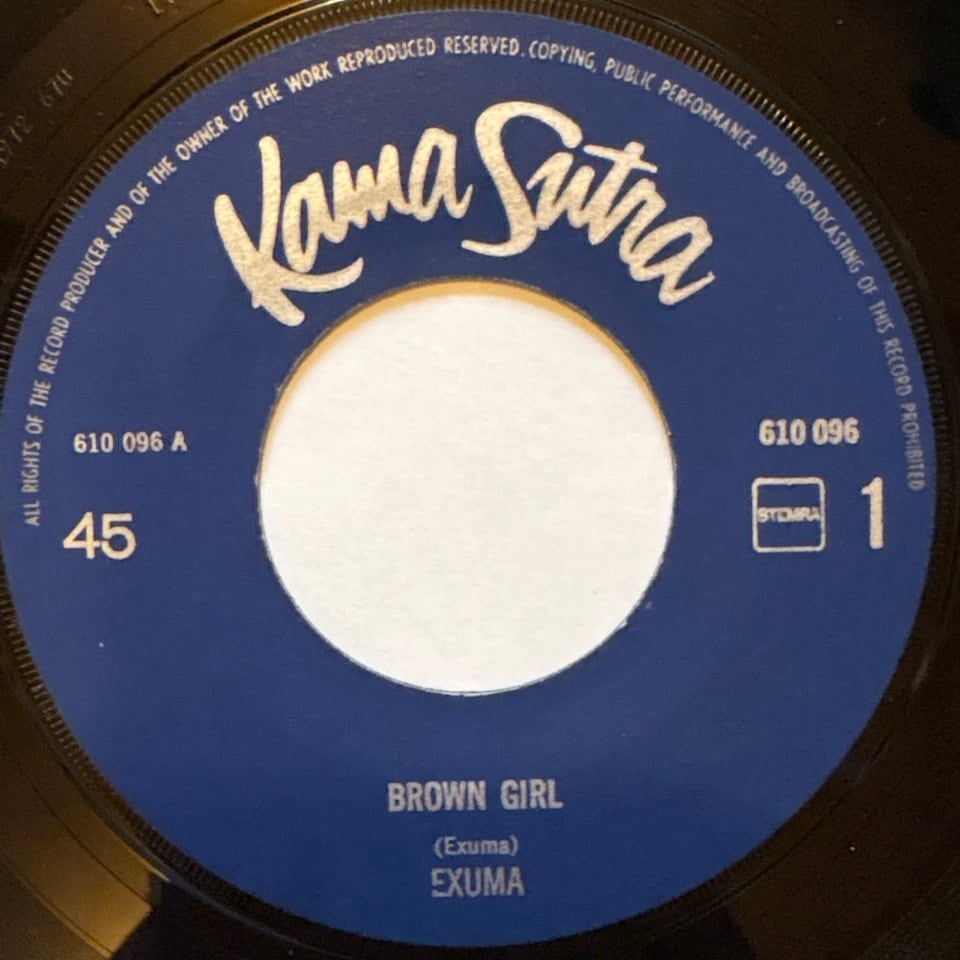 ALL RIGHTS OF THE RECORD PRODUCER AND OF THE OWNER OF THE WORK REPRODUCED RESERVED. COPYING, PUBLIC PERFORMANCE AND BROADCASTING OF THIS RECORD PROHIBITED
Kama Sutra
610 096 A
610 096
45
STEMRA
1
BROWN GIRL
(Exuma)
EXUMA